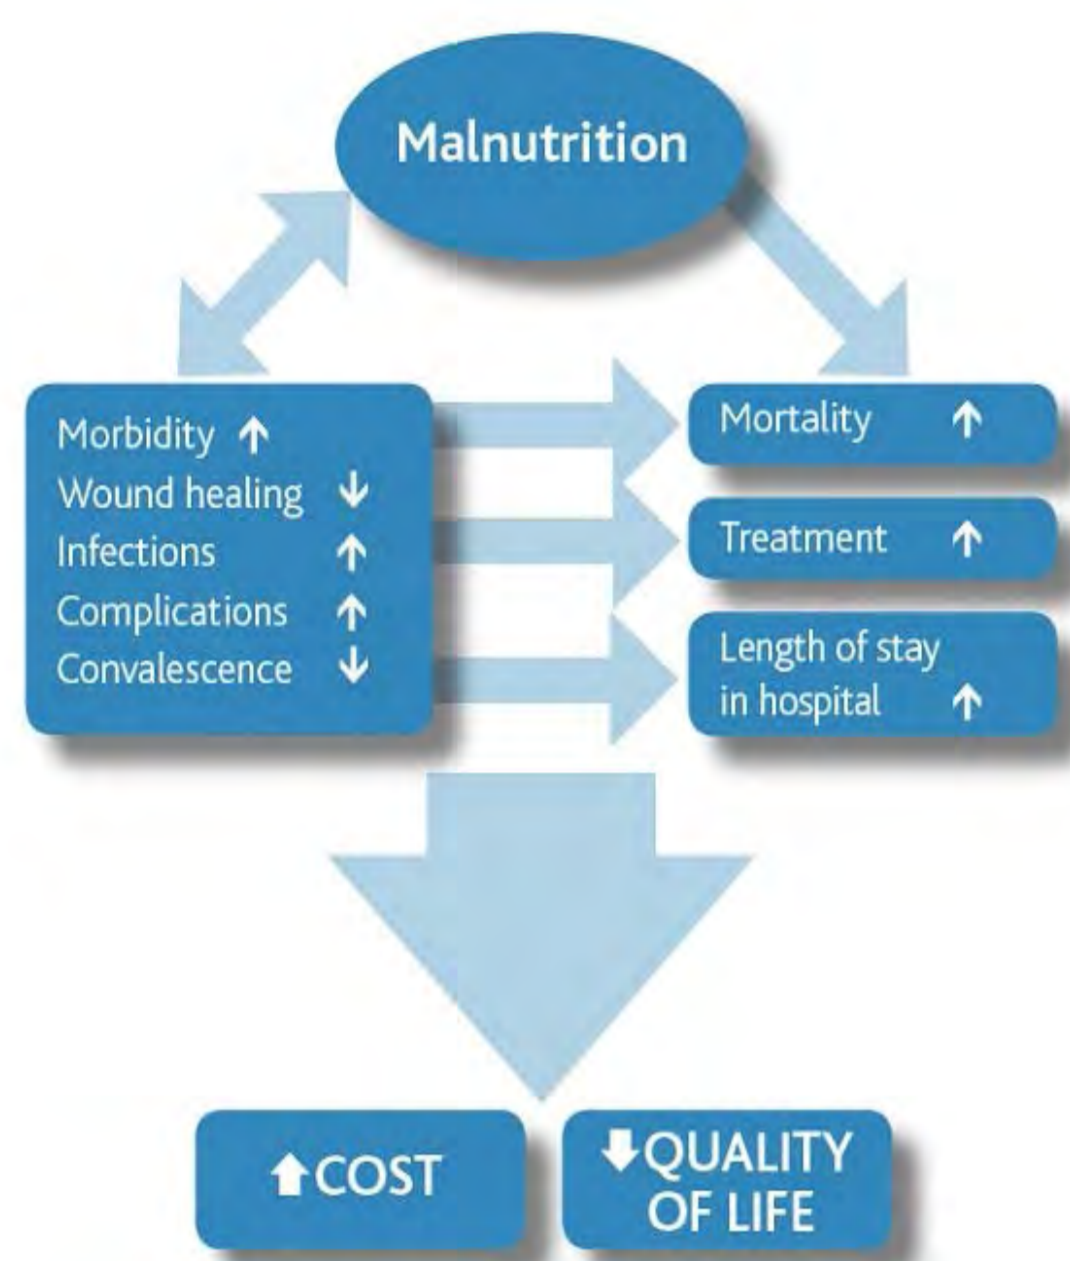 Malnutrition
Morbidity ↑
Wound healing ↓
Infections ↑
Complications ↑
Convalescence ↓
Mortality ↑
Treatment ↑
Length of stay
in hospital ↑
↑COST
↓QUALITY
OF LIFE